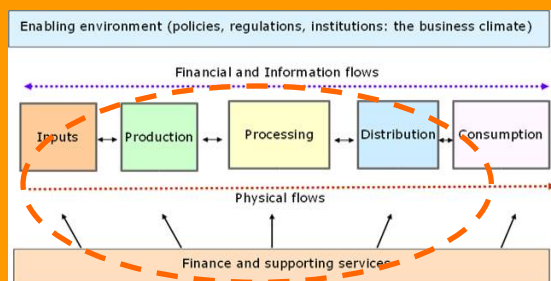 Enabling environment (policies, regulations, institutions: the business climate)
Financial and Information flows
Inputs
Production
Processing
Distribution
Consumption
Physical flows
Finance and supporting services